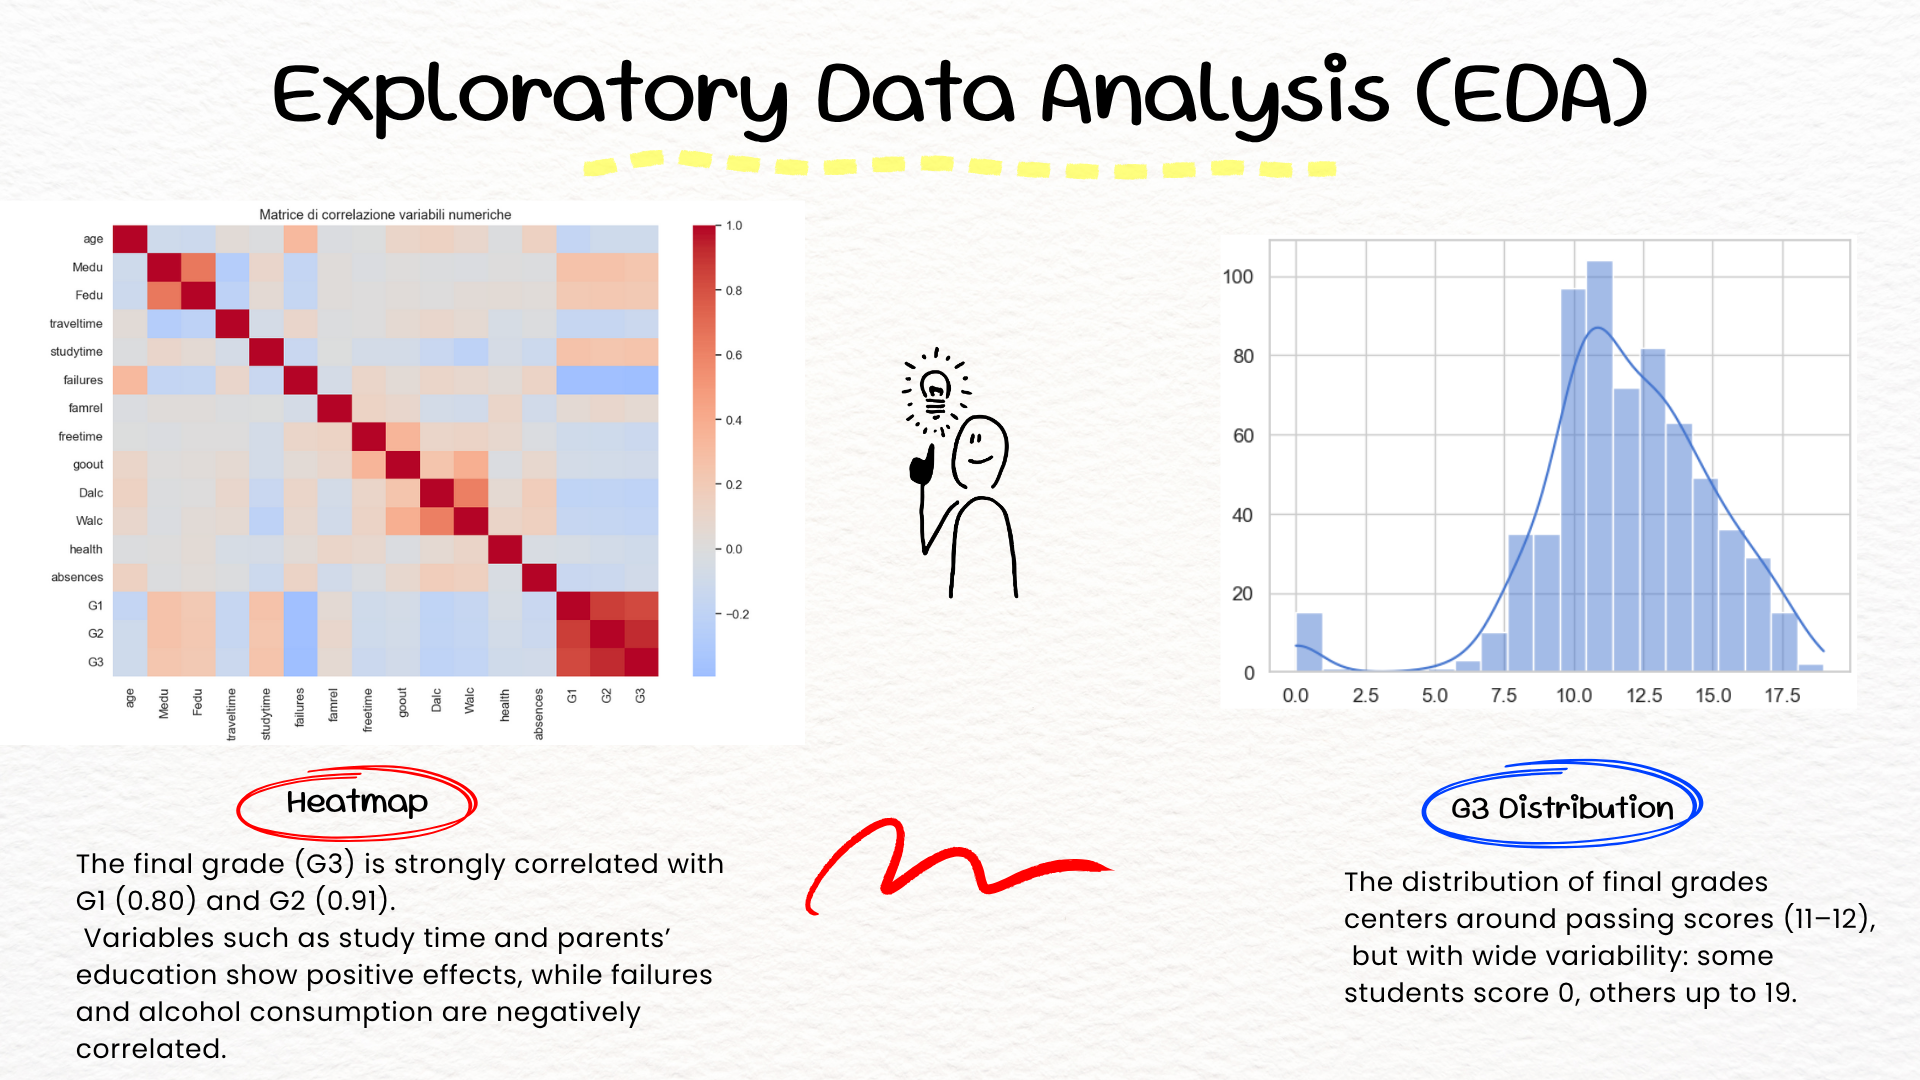 Exploratory Data Analysis (EDA)
Matrice di correlazione variabili numeriche
age
Medu
Fedu
traveltime
studytime
failures
famrel
freetime
goout
Dalc
Walc
health
absences
G1
G2
G3
age
Medu
Fedu
traveltime
studytime
failures
famrel
freetime
goout
Dalc
Walc
health
absences
G1
G2
G3
1.0
0.8
0.6
0.4
0.2
0.0
−0.2
100
80
60
40
20
0
0.0 2.5 5.0 7.5 10.0 12.5 15.0 17.5
Heatmap
The final grade (G3) is strongly correlated with
G1 (0.80) and G2 (0.91).
Variables such as study time and parents’
education show positive effects, while failures
and alcohol consumption are negatively
correlated.
G3 Distribution
The distribution of final grades
centers around passing scores (11–12),
but with wide variability: some
students score 0, others up to 19.